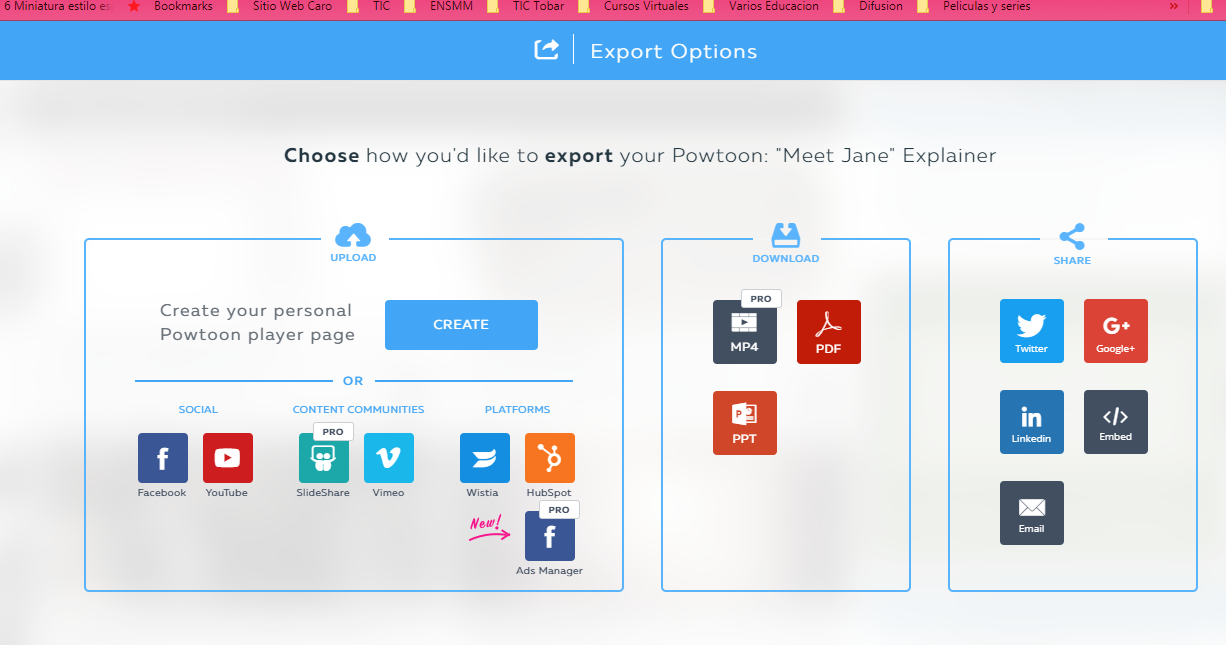 6 Miniatura estilo es
Bookmarks
Sitio Web Caro
TIC
ENSMM
TIC Tobar
Cursos Virtuales
Varios Educacion
Difusion
Peliculas y series
»
Export Options
Choose how you'd like to export your Powtoon: "Meet Jane" Explainer
UPLOAD
Create your personal
Powtoon player page
CREATE
OR
SOCIAL
CONTENT COMMUNITIES
PLATFORMS
PRO
Facebook
YouTube
SlideShare
Vimeo
Wistia
HubSpot
PRO
New!
Ads Manager
DOWNLOAD
PRO
MP4
PDF
PPT
SHARE
Twitter
G+
Google+
in
Linkedin
</>
Embed
Email